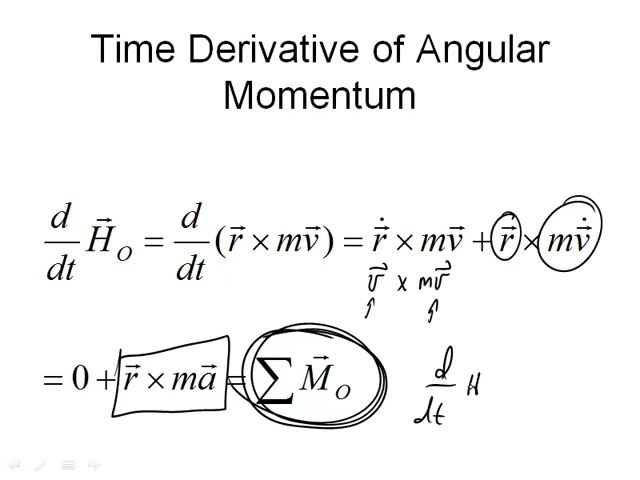 Time Derivative of Angular
Momentum
d/dt H⃗_O = d/dt (r⃗ × mv⃗) = ṙ⃗ × mv⃗ + r⃗ × mv̇⃗
v⃗ × mv⃗
= 0 + r⃗ × ma⃗ = ∑ M⃗_O
d/dt H